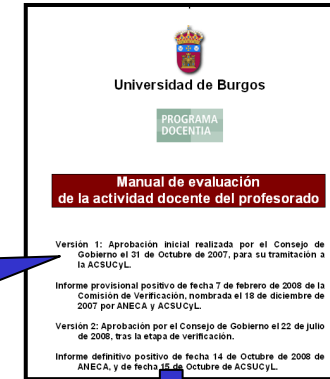 Universidad de Burgos
PROGRAMA
DOCENTIA
Manual de evaluación
de la actividad docente del profesorado
Versión 1: Aprobación inicial realizada por el Consejo de
Gobierno el 31 de Octubre de 2007, para su tramitación a
la ACSUCyL.
Informe provisional positivo de fecha 7 de febrero de 2008 de la
Comisión de Verificación, nombrada el 18 de diciembre de
2007 por ANECA y ACSUCyL.
Versión 2: Aprobación por el Consejo de Gobierno el 22 de julio
de 2008, tras la etapa de verificación.
Informe definitivo positivo de fecha 14 de Octubre de 2008 de
ANECA, y de fecha 15 de Octubre de ACSUCyL.